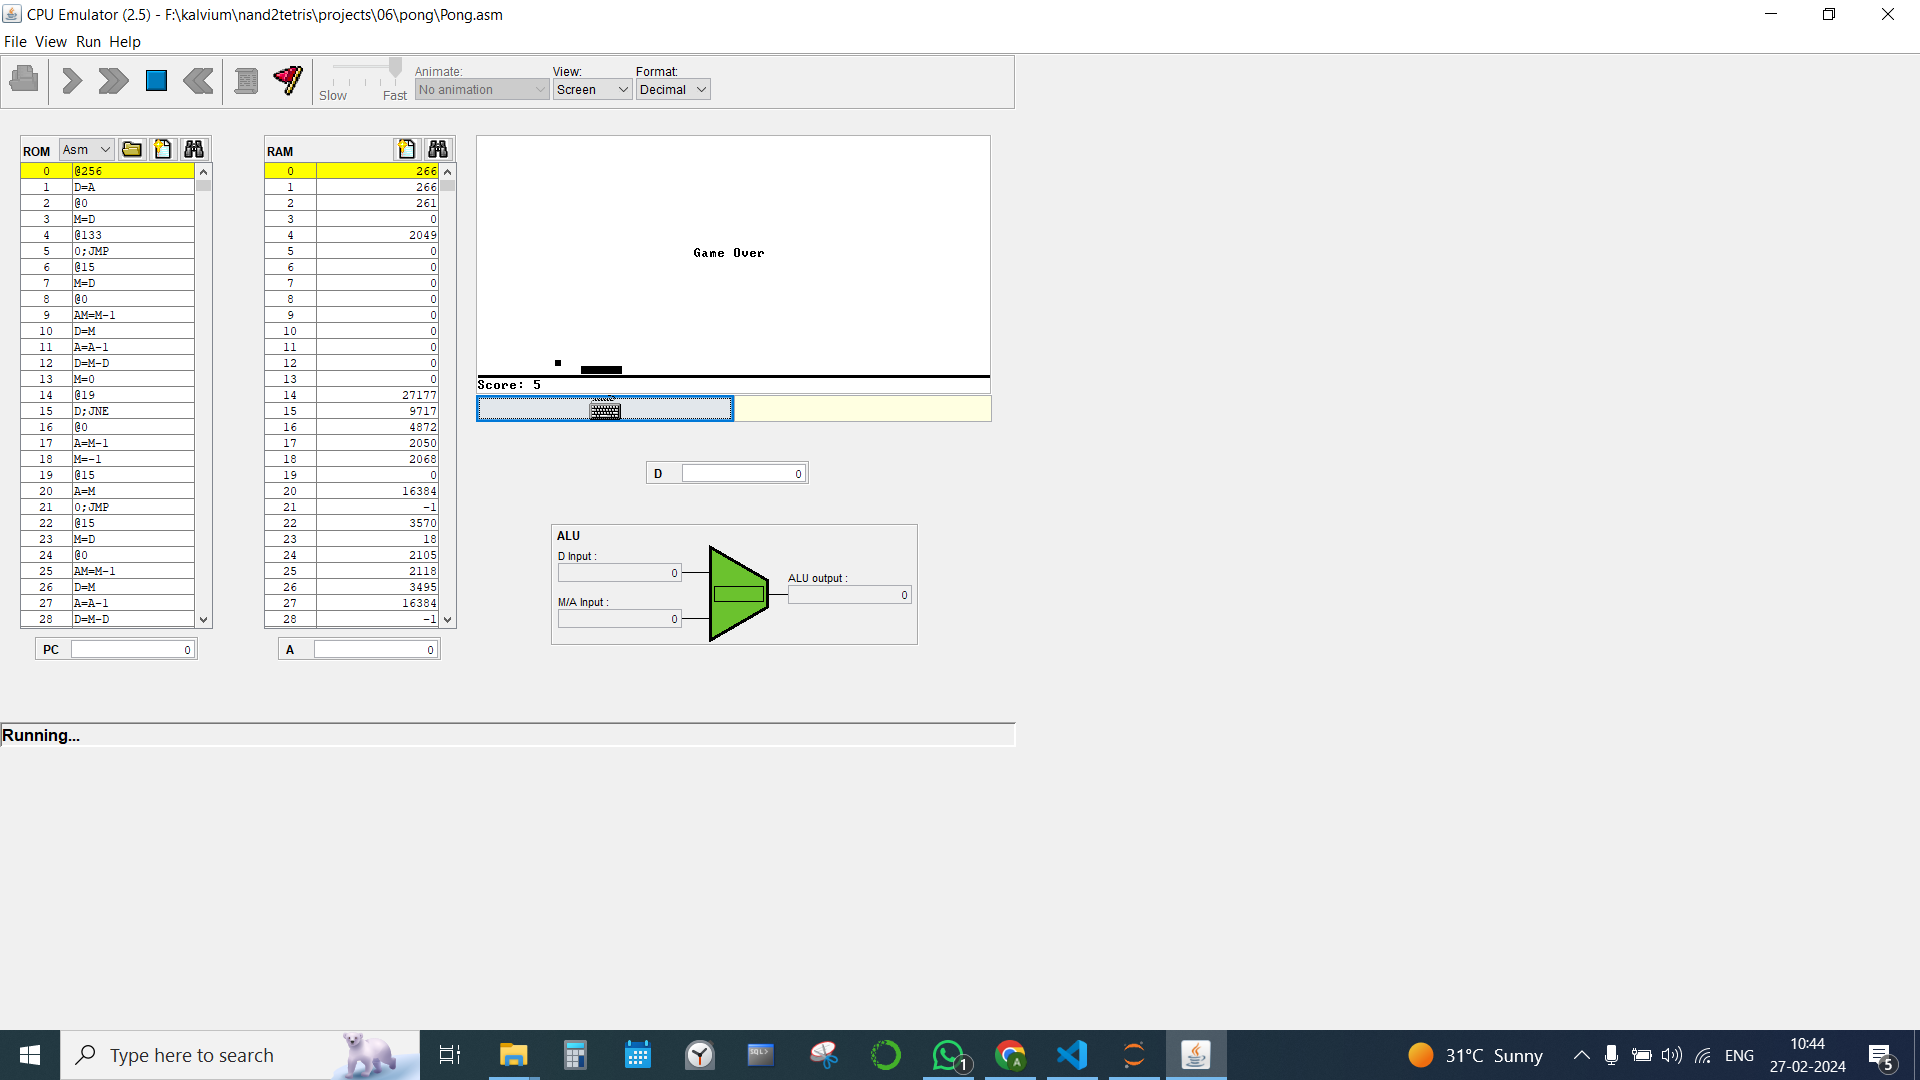 CPU Emulator (2.5) - F:\kalvium\nand2tetris\projects\06\pong\Pong.asm
File View Run Help
Slow Fast
Animate:
No animation
View:
Screen
Format:
Decimal
ROM Asm
0 @256
1 D=A
2 @0
3 M=D
4 @133
5 0;JMP
6 @15
7 M=D
8 @0
9 AM=M-1
10 D=M
11 A=A-1
12 D=M-D
13 M=0
14 @19
15 D;JNE
16 @0
17 A=M-1
18 M=-1
19 @15
20 A=M
21 0;JMP
22 @15
23 M=D
24 @0
25 AM=M-1
26 D=M
27 A=A-1
28 D=M-D
PC 0
RAM
0 266
1 266
2 261
3 0
4 2049
5 0
6 0
7 0
8 0
9 0
10 0
11 0
12 0
13 0
14 27177
15 9717
16 4872
17 2050
18 2068
19 0
20 16384
21 -1
22 3570
23 18
24 2105
25 2118
26 3495
27 16384
28 -1
A 0
Game Over
Score: 5
D 0
ALU
D Input :
0
M/A Input :
0
ALU output :
0
Running...
Type here to search
SQL>
1
A
31°C Sunny
ENG
10:44
27-02-2024
5